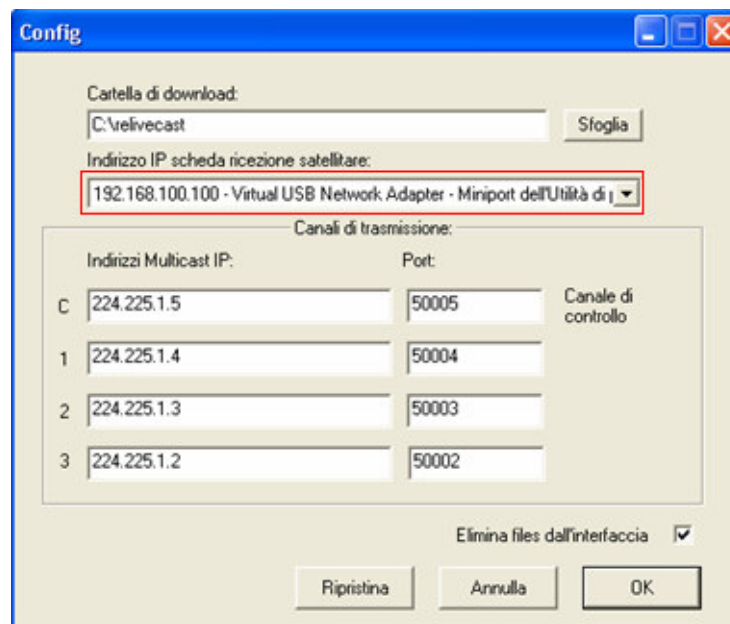 Config
Cartella di download:
C:\relivecast
Sfoglia
Indirizzo IP scheda ricezione satellitare:
192.168.100.100 - Virtual USB Network Adapter - Miniport dell'Utilità di
Canali di trasmissione:
Indirizzi Multicast IP: Port:
C 224.225.1.5 50005 Canale di
controllo
1 224.225.1.4 50004
2 224.225.1.3 50003
3 224.225.1.2 50002
Elimina files dall'interfaccia
Ripristina Annulla OK